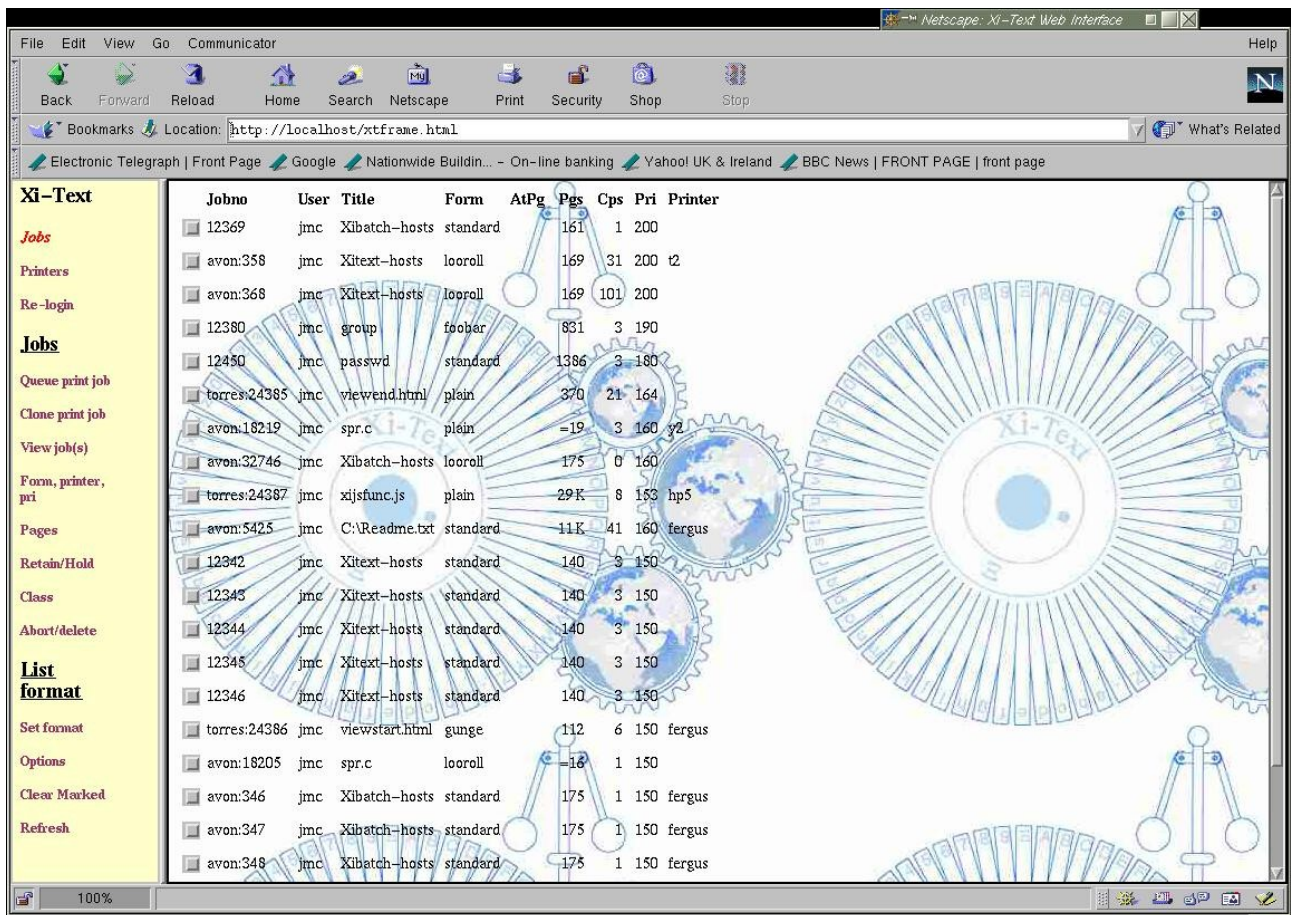 Netscape: Xi-Text Web Interface
File Edit View Go Communicator Help
Back Forward Reload Home Search Netscape Print Security Shop Stop
My
N
Bookmarks Location: http://localhost/xtframe.html What's Related
Electronic Telegraph | Front Page Google Nationwide Buildin... - On-line banking Yahoo! UK & Ireland BBC News | FRONT PAGE | front page
Xi-Text
Jobs
Printers
Re-login
Jobs
Queue print job
Clone print job
View job(s)
Form, printer,
pri
Pages
Retain/Hold
Class
Abort/delete
List
format
Set format
Options
Clear Marked
Refresh
Jobno User Title Form AtPg Pgs Cps Pri Printer
12369 jmc Xibatch-hosts standard 161 1 200
avon:358 jmc Xitext-hosts looroll 169 31 200 t2
avon:368 jmc Xitext-hosts looroll 169 101 200
12380 jmc group foobar 831 3 190
12450 jmc passwd standard 1386 3 180
torres:24385 jmc viewend.html plain 370 21 164
avon:18219 jmc spr.c plain =19 3 160 y2
avon:32746 jmc Xibatch-hosts looroll 175 0 160
torres:24387 jmc xijsfunc.js plain 29K 8 153 hp5
avon:5425 jmc C:\Readme.txt standard 11K 41 160 fergus
12342 jmc Xitext-hosts standard 140 3 150
12343 jmc Xitext-hosts standard 140 3 150
12344 jmc Xitext-hosts standard 140 3 150
12345 jmc Xitext-hosts standard 140 3 150
12346 jmc Xitext-hosts standard 140 3 150
torres:24386 jmc viewstart.html gunge 112 6 150 fergus
avon:18205 jmc spr.c looroll =16 1 150
avon:346 jmc Xibatch-hosts standard 175 1 150 fergus
avon:347 jmc Xibatch-hosts standard 175 1 150 fergus
avon:348 jmc Xibatch-hosts standard 175 1 150 fergus
Xi-Text
Xi-Text
100%